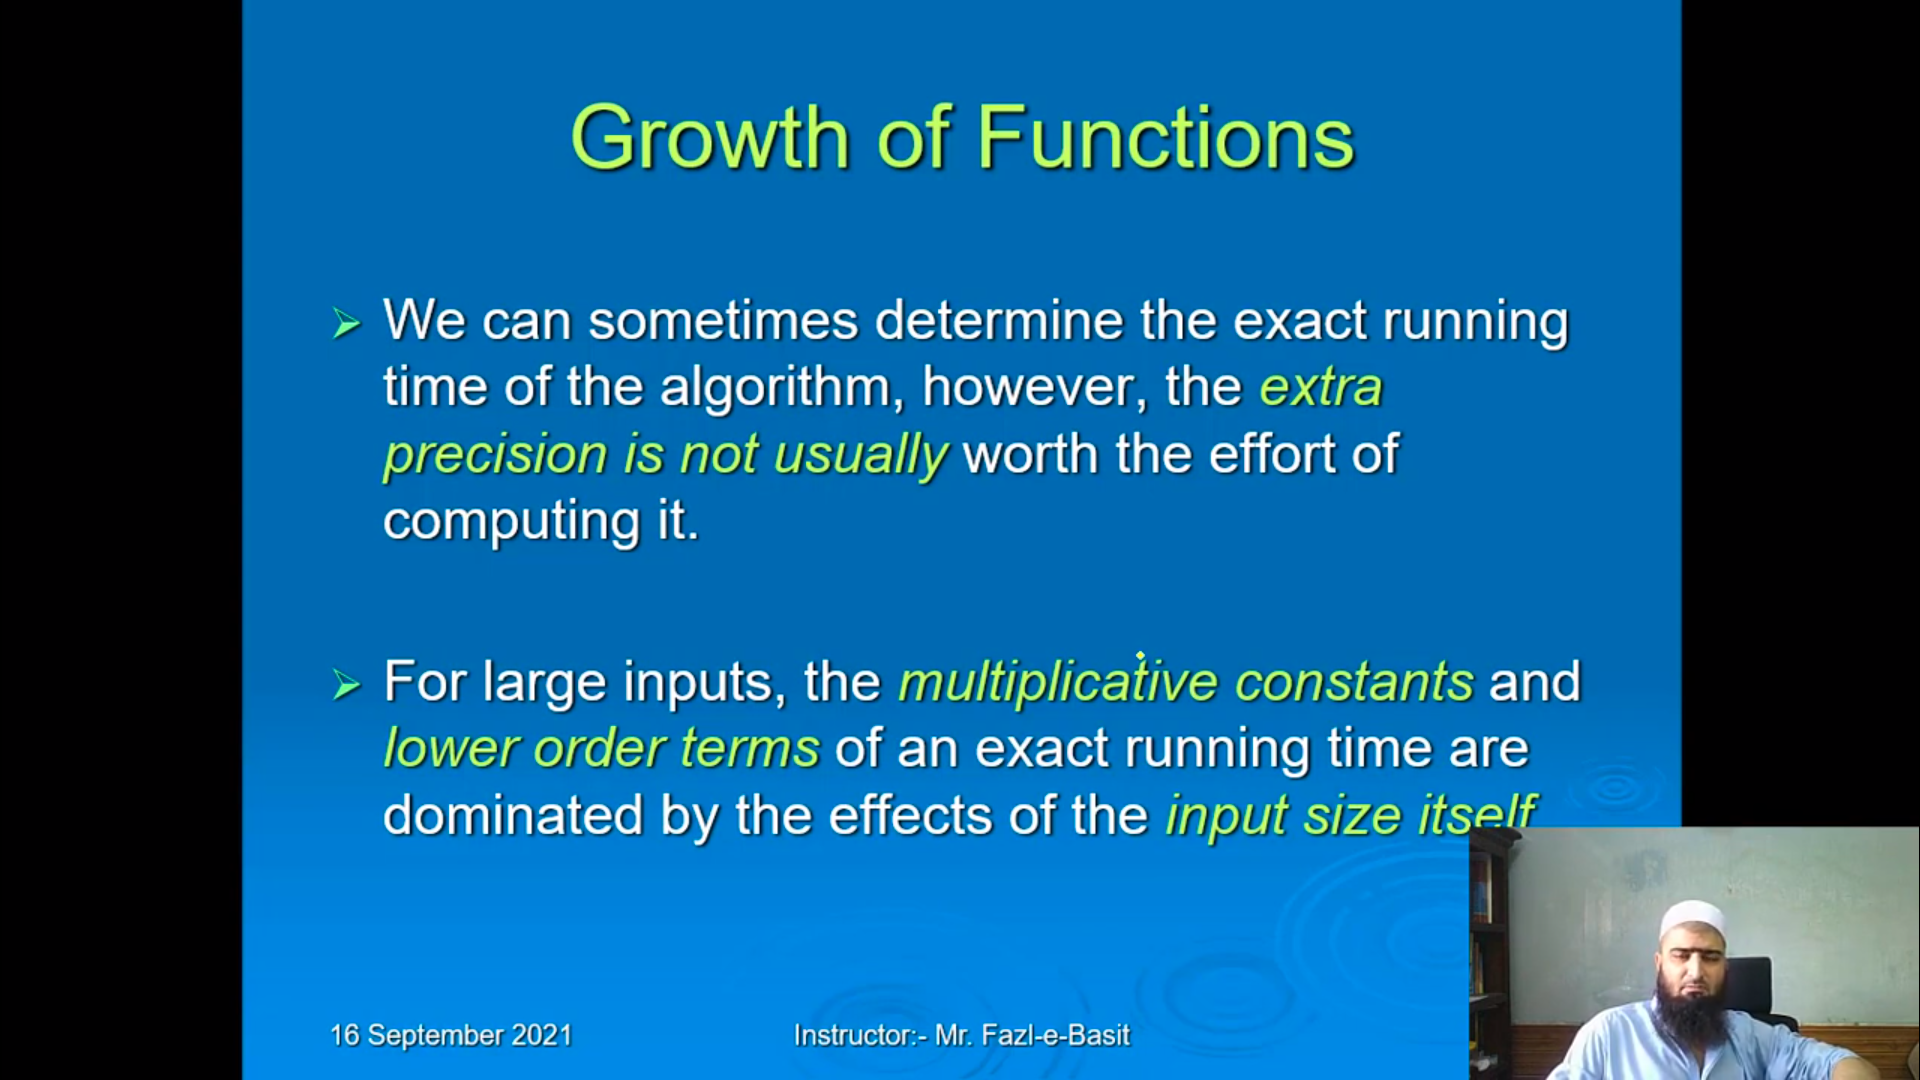 Growth of Functions
We can sometimes determine the exact running
time of the algorithm, however, the extra
precision is not usually worth the effort of
computing it.
For large inputs, the multiplicative constants and
lower order terms of an exact running time are
dominated by the effects of the input size itself
16 September 2021
Instructor:- Mr. Fazl-e-Basit